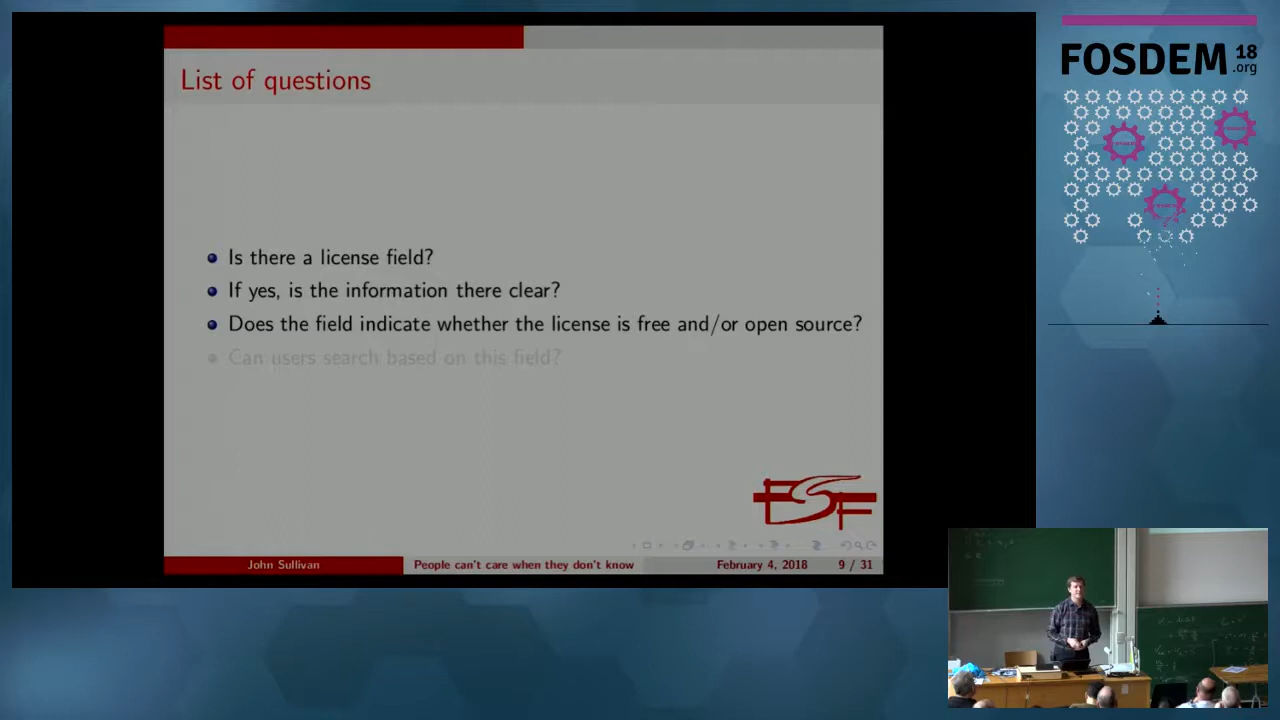 List of questions
Is there a license field?
If yes, is the information there clear?
Does the field indicate whether the license is free and/or open source?
Can users search based on this field?
FSF
John Sullivan
People can't care when they don't know
February 4, 2018
9 / 31
FOSDEM 18
.org